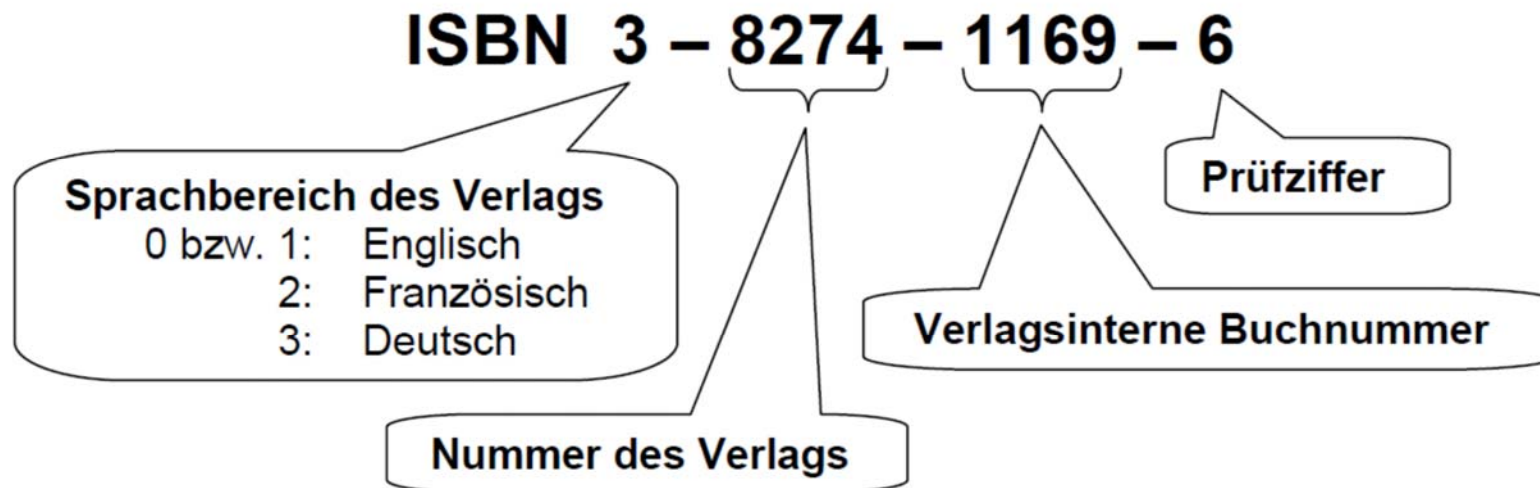 ISBN 3 – 8274 – 1169 – 6
Sprachbereich des Verlags
0 bzw. 1: Englisch
2: Französisch
3: Deutsch
Prüfziffer
Verlagsinterne Buchnummer
Nummer des Verlags